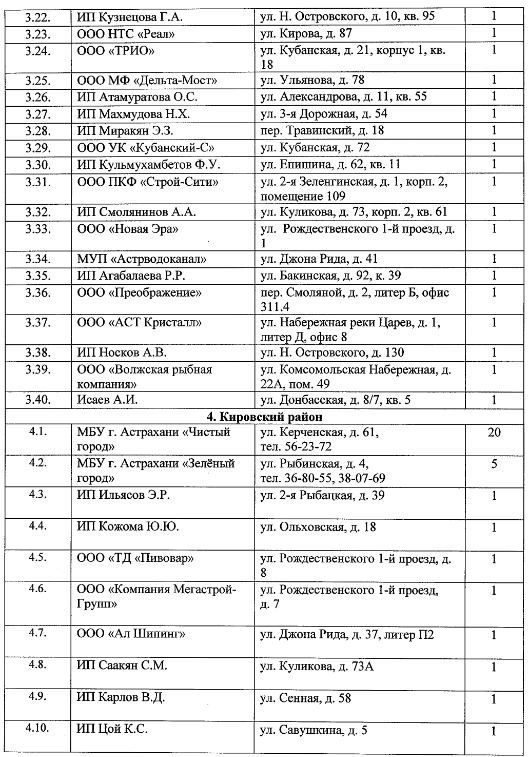 3.22. ИП Кузнецова Г.А. ул. Н. Островского, д. 10, кв. 95 1
3.23. ООО НТС «Реал» ул. Кирова, д. 87 1
3.24. ООО «ТРИО» ул. Кубанская, д. 21, корпус 1, кв. 1
18
3.25. ООО МФ «Дельта-Мост» ул. Ульянова, д. 78 1
3.26. ИП Атамуратова О.С. ул. Александрова, д. 11, кв. 55 1
3.27. ИП Махмудова Н.Х. ул. 3-я Дорожная, д. 54 1
3.28. ИП Миракян Э.З. пер. Травинский, д. 18 1
3.29. ООО УК «Кубанский-С» ул. Кубанская, д. 72 1
3.30. ИП Кульмухамбетов Ф.У. ул. Епишина, д. 62, кв. 11 1
3.31. ООО ПКФ «Строй-Сити» ул. 2-я Зеленгинская, д. 1, корп. 2, 1
помещение 109
3.32. ИП Смолянинов А.А. ул. Куликова, д. 73, корп. 2, кв. 61 1
3.33. ООО «Новая Эра» ул. Рождественского 1-й проезд, д. 1
1
3.34. МУП «Астрводоканал» ул. Джона Рида, д. 41 1
3.35. ИП Агабалаева Р.Р. ул. Бакинская, д. 92, к. 39 1
3.36. ООО «Преображение» пер. Смоляной, д. 2, литер Б, офис 1
311.4
3.37. ООО «АСТ Кристалл» ул. Набережная реки Царев, д. 1, 1
литер Д, офис 8
3.38. ИП Носков А.В. ул. Н. Островского, д. 130 1
3.39. ООО «Волжская рыбная ул. Комсомольская Набережная, д. 1
компания» 22А, пом. 49
3.40. Исаев А.И. ул. Донбасская, д. 8/7, кв. 5 1
4. Кировский район
4.1. МБУ г. Астрахани «Чистый ул. Керченская, д. 61, 20
город» тел. 56-23-72
4.2. МБУ г. Астрахани «Зелёный ул. Рыбинская, д. 4, 5
город» тел. 36-80-55, 38-07-69
4.3. ИП Ильясов Э.Р. ул. 2-я Рыбацкая, д. 39 1
4.4. ИП Кожома Ю.Ю. ул. Ольховская, д. 18 1
4.5. ООО «ТД «Пивовар» ул. Рождественского 1-й проезд, д. 1
8
4.6. ООО «Компания Мегастрой- ул. Рождественского 1-й проезд, 1
Групп» д. 7
4.7. ООО «Ал Шипинг» ул. Джона Рида, д. 37, литер П2 1
4.8. ИП Саакян С.М. ул. Куликова, д. 73А 1
4.9. ИП Карлов В.Д. ул. Сенная, д. 58 1
4.10. ИП Цой К.С. ул. Савушкина, д. 5 1